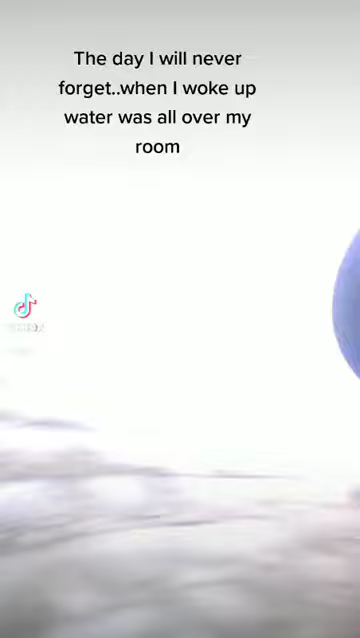 The day I will never
forget..when I woke up
water was all over my
room